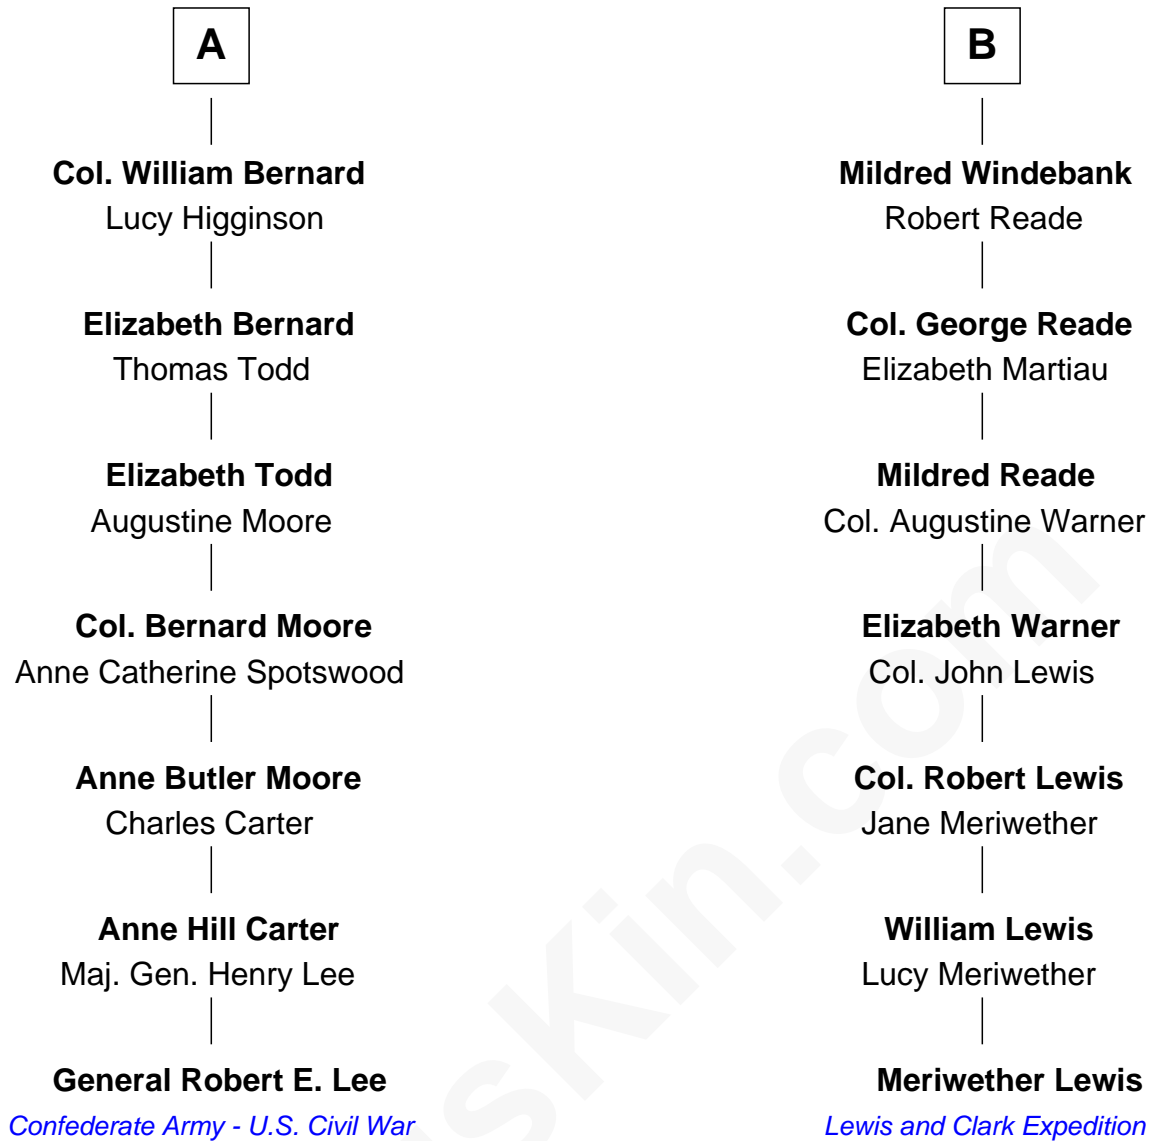 A
Col. William Bernard
Lucy Higginson
Elizabeth Bernard
Thomas Todd
Elizabeth Todd
Augustine Moore
Col. Bernard Moore
Anne Catherine Spotswood
Anne Butler Moore
Charles Carter
Anne Hill Carter
Maj. Gen. Henry Lee
General Robert E. Lee
Confederate Army - U.S. Civil War
B
Mildred Windebank
Robert Reade
Col. George Reade
Elizabeth Martiau
Mildred Reade
Col. Augustine Warner
Elizabeth Warner
Col. John Lewis
Col. Robert Lewis
Jane Meriwether
William Lewis
Lucy Meriwether
Meriwether Lewis
Lewis and Clark Expedition